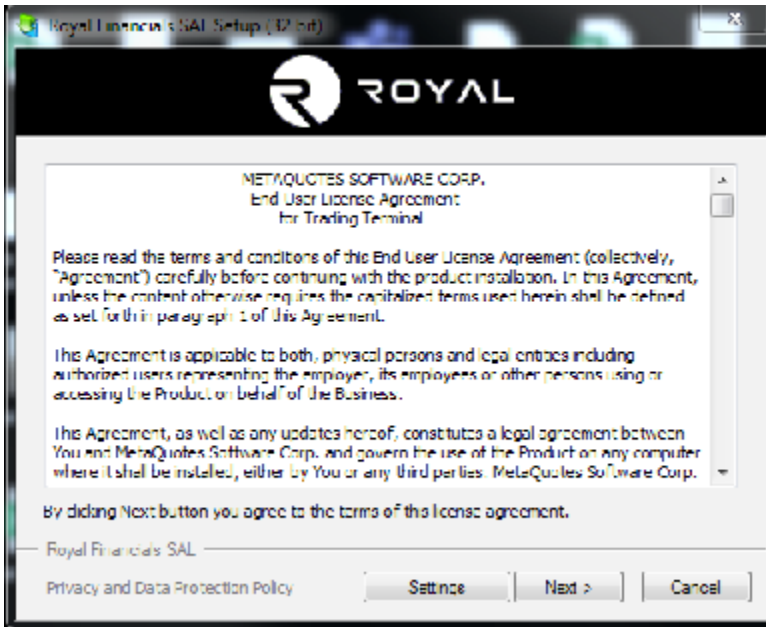 Royal Financials SAL Setup (32 bit)
ROYAL
METAQUOTES SOFTWARE CORP.
End User License Agreement
for Trading Terminal
Please read the terms and conditions of this End User License Agreement (collectively,
"Agreement") carefully before continuing with the product installation. In this Agreement,
unless the content otherwise requires the capitalized terms used herein shall be defined
as set forth in paragraph 1 of this Agreement.
This Agreement is applicable to both, physical persons and legal entities including
authorized users representing the employer, its employees or other persons using or
accessing the Product on behalf of the Business.
This Agreement, as well as any updates hereof, constitutes a legal agreement between
You and MetaQuotes Software Corp. and govern the use of the Product on any computer
where it shall be installed, either by You or any third parties. MetaQuotes Software Corp.
By clicking Next button you agree to the terms of this license agreement.
Royal Financials SAL
Privacy and Data Protection Policy
Settings
Next >
Cancel